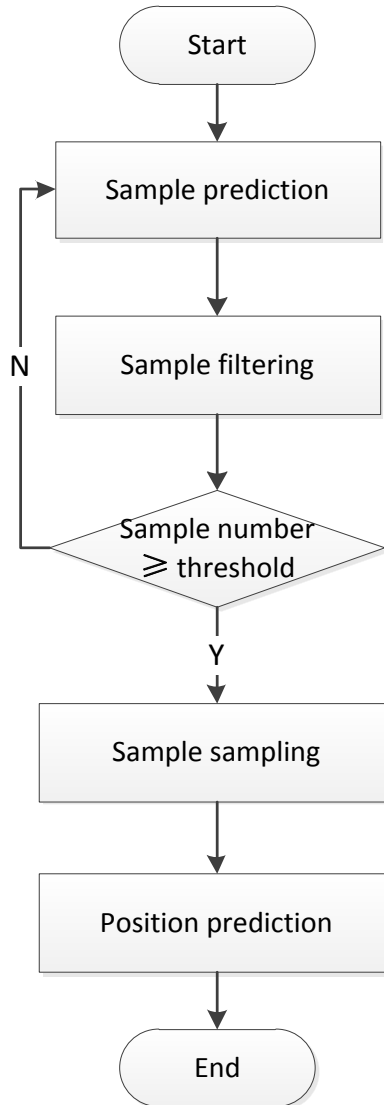 Start
Sample prediction
N
Sample filtering
Sample number
⩾ threshold
Y
Sample sampling
Position prediction
End